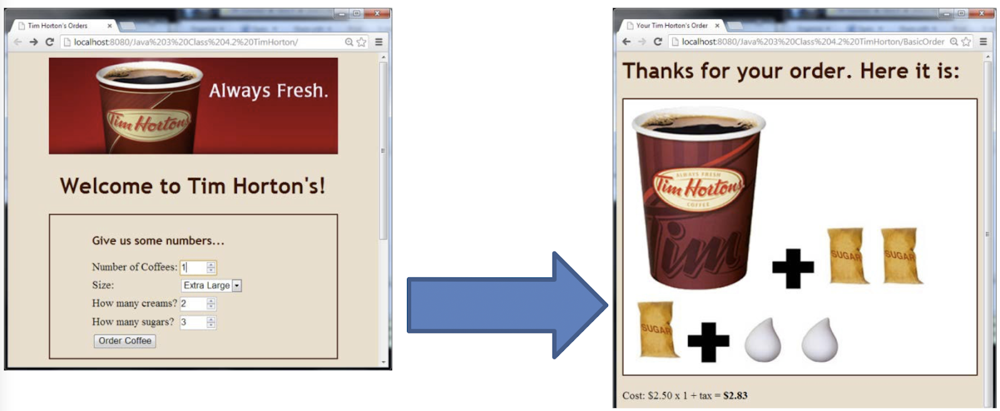 Tim Horton's Orders
localhost:8080/Java%203%20Class%204.2%20TimHorton/
Always Fresh.
Tim Hortons
Welcome to Tim Horton's!
Give us some numbers...
Number of Coffees: 1
Size: Extra Large
How many creams? 2
How many sugars? 3
Order Coffee
Your Tim Horton's Order
localhost:8080/Java%203%20Class%204.2%20TimHorton/BasicOrder
Thanks for your order. Here it is:
ALWAYS FRESH
Tim Hortons
COFFEE
Tim
SUGAR SUGAR
SUGAR
Cost: $2.50 x 1 + tax = $2.83